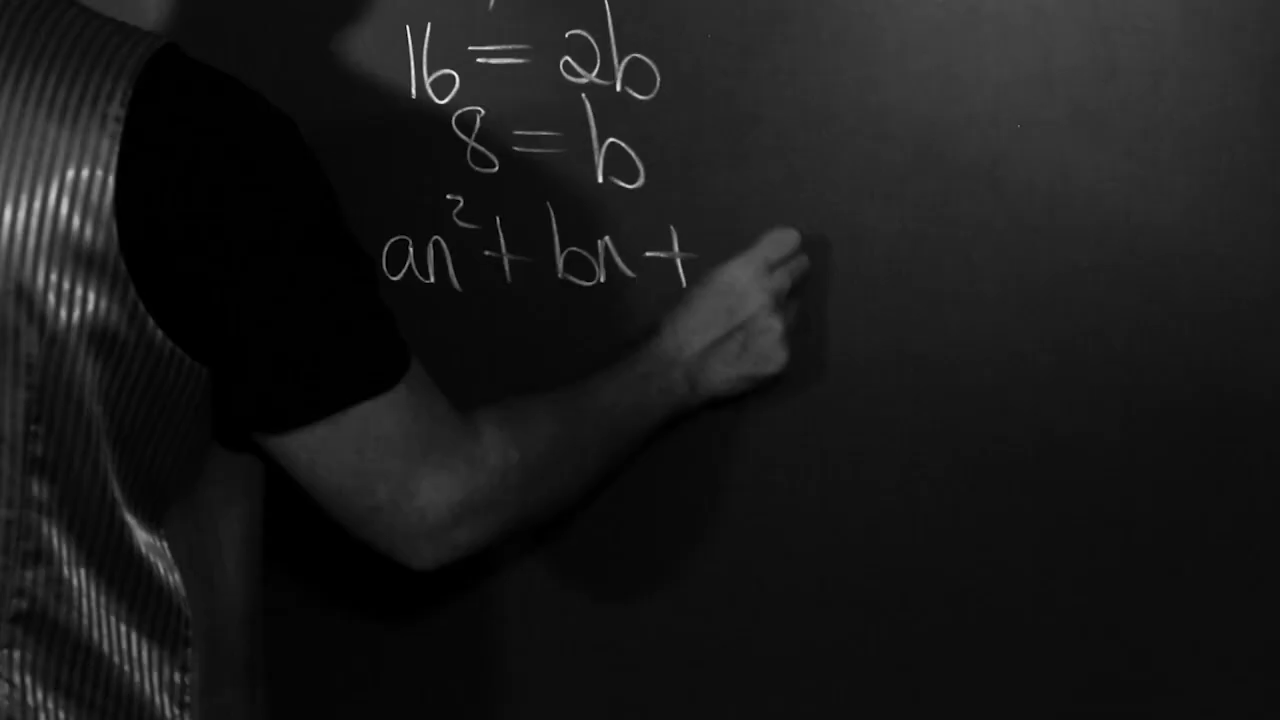 16 = 2b
8 = b
an² + bn +